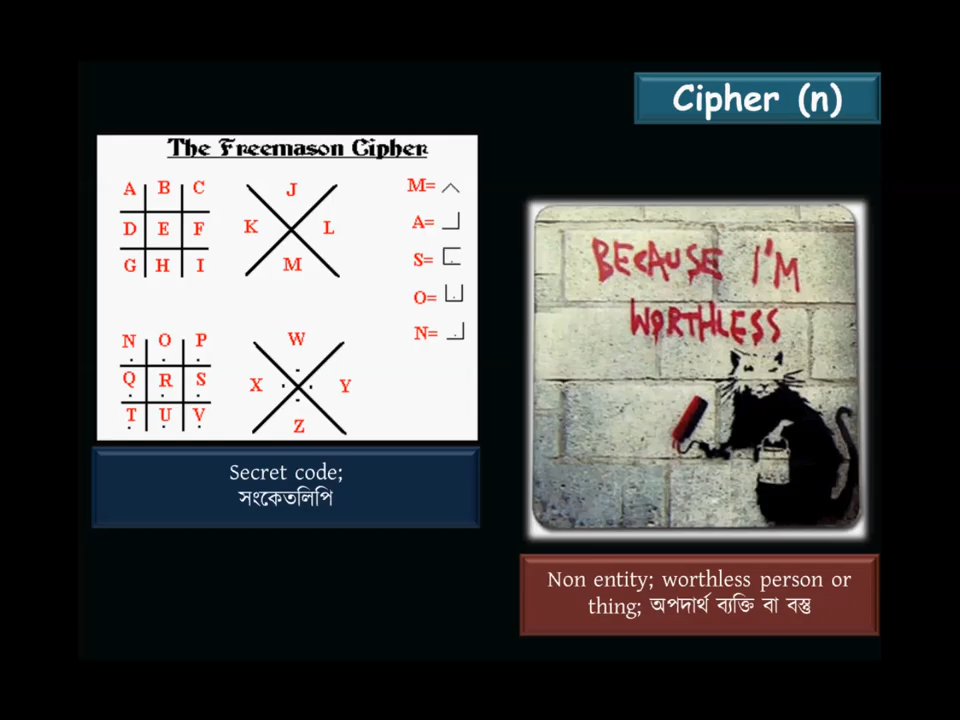 Cipher (n)
The Freemason Cipher
A B C
D E F
G H I
J
K L
M
M=
A=
S=
O=
N=
N O P
Q R S
T U V
W
X Y
Z
Secret code;
সংকেতলিপি
BECAUSE I'M
WORTHLESS
Non entity; worthless person or
thing; অপদার্থ ব্যক্তি বা বস্তু